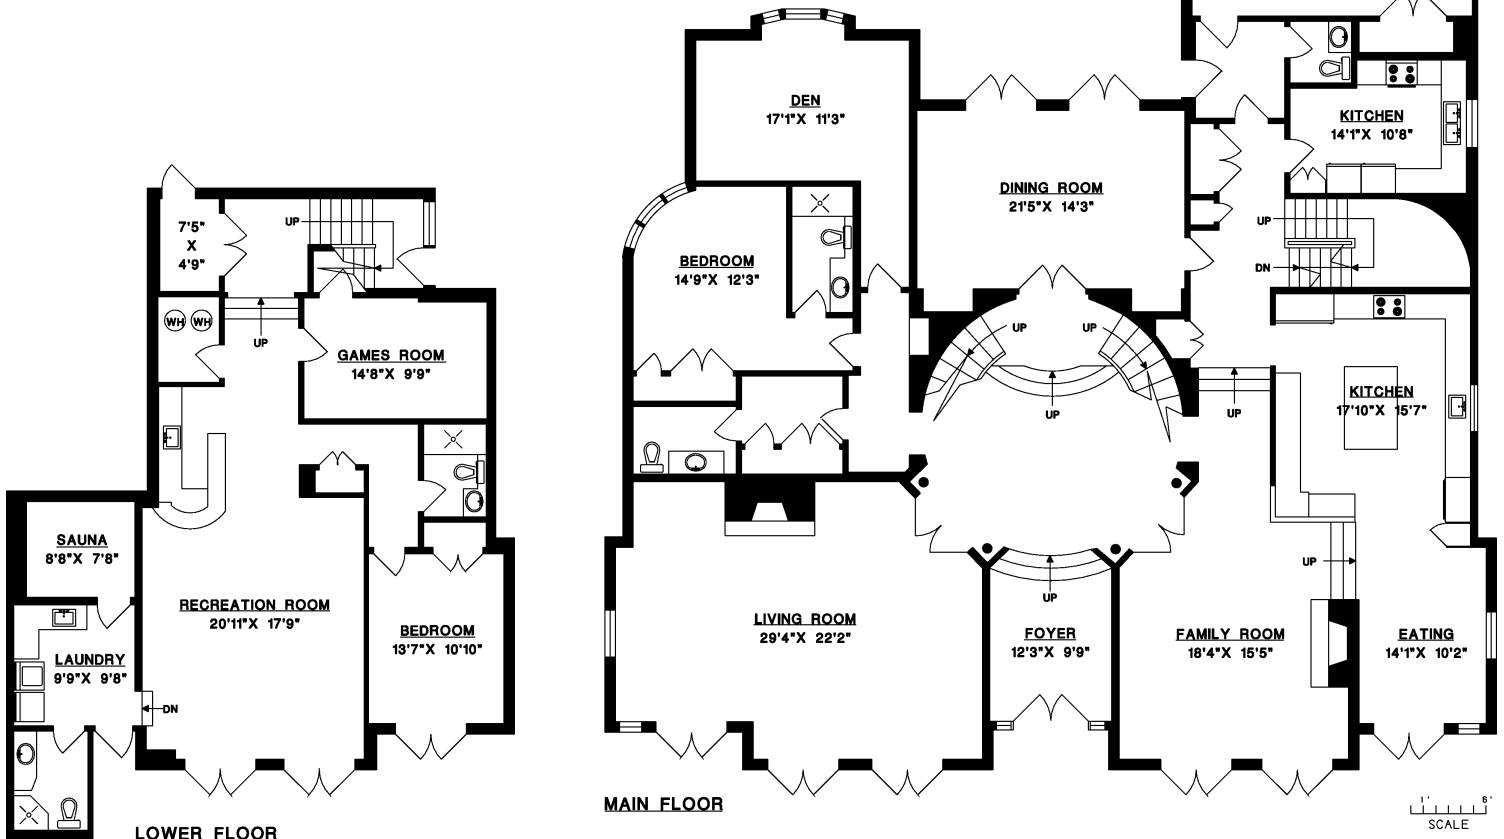 DEN
17'1"X 11'3"
KITCHEN
14'1"X 10'8"
DINING ROOM
21'5"X 14'3"
7'5"
X
4'9"
UP
UP
DN
BEDROOM
14'9"X 12'3"
WH
WH
UP
GAMES ROOM
14'8"X 9'9"
UP
UP
UP
UP
KITCHEN
17'10"X 15'7"
SAUNA
8'8"X 7'8"
RECREATION ROOM
20'11"X 17'9"
BEDROOM
13'7"X 10'10"
LAUNDRY
9'9"X 9'8"
DN
UP
UP
LIVING ROOM
29'4"X 22'2"
FOYER
12'3"X 9'9"
FAMILY ROOM
18'4"X 15'5"
EATING
14'1"X 10'2"
MAIN FLOOR
LOWER FLOOR
1' 6'
SCALE